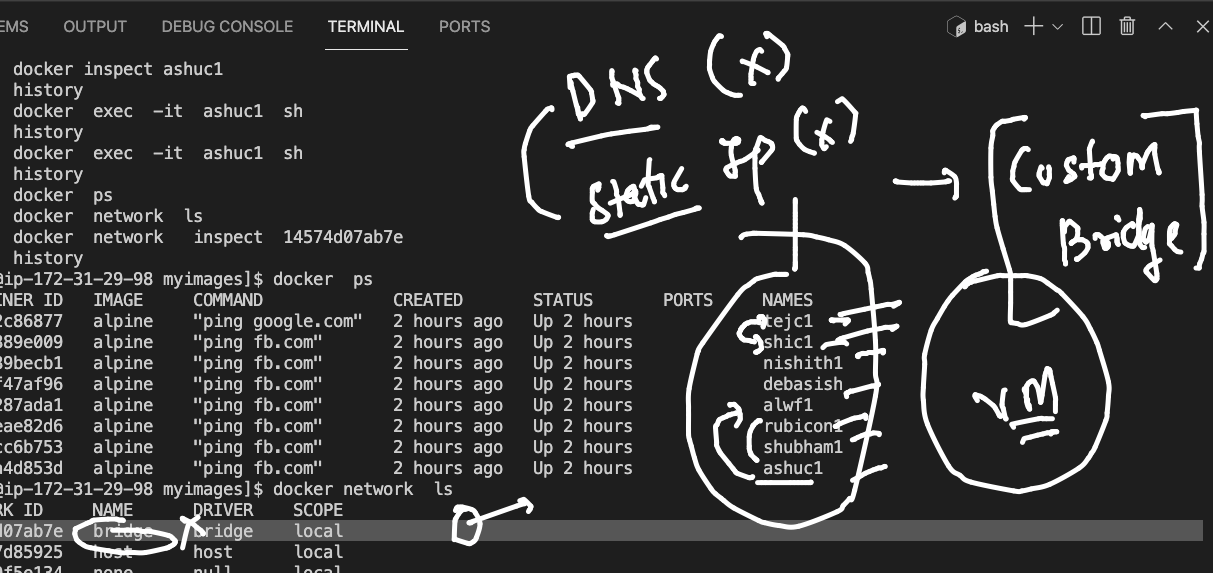 EMS OUTPUT DEBUG CONSOLE TERMINAL PORTS bash
docker inspect ashuc1
history
docker exec -it ashuc1 sh
history
docker exec -it ashuc1 sh
history
docker ps
docker network ls
docker network inspect 14574d07ab7e
history
@ip-172-31-29-98 myimages]$ docker ps
INER ID IMAGE COMMAND CREATED STATUS PORTS NAMES
2c86877 alpine "ping google.com" 2 hours ago Up 2 hours tejc1
389e009 alpine "ping fb.com" 2 hours ago Up 2 hours shic1
39becb1 alpine "ping fb.com" 2 hours ago Up 2 hours nishith1
f47af96 alpine "ping fb.com" 2 hours ago Up 2 hours debasish
287ada1 alpine "ping fb.com" 2 hours ago Up 2 hours alwf1
eae82d6 alpine "ping fb.com" 2 hours ago Up 2 hours rubicon1
cc6b753 alpine "ping fb.com" 2 hours ago Up 2 hours shubham1
a4d853d alpine "ping fb.com" 2 hours ago Up 2 hours ashuc1
@ip-172-31-29-98 myimages]$ docker network ls
RK ID NAME DRIVER SCOPE
d07ab7e bridge bridge local
7d85925 host host local
none null local
DNS (x)
Static Ip (x)
Custom
Bridge
VM